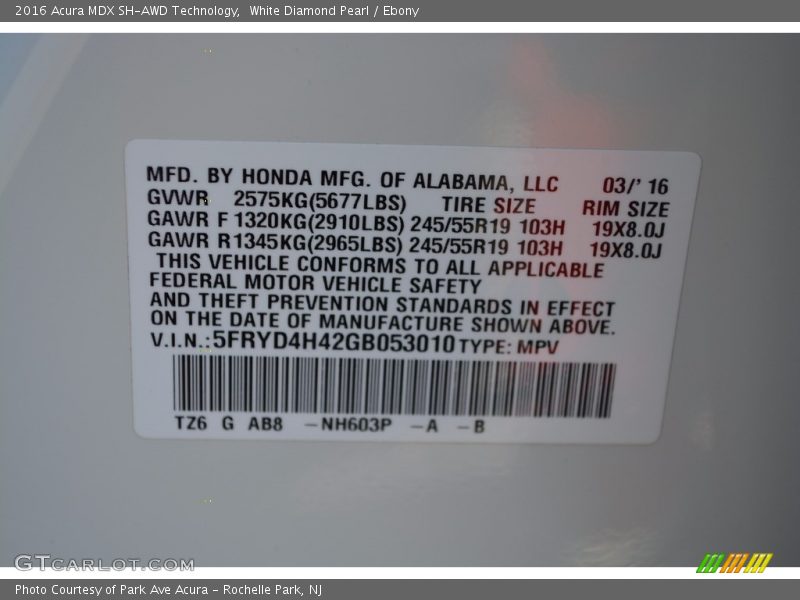 2016 Acura MDX SH-AWD Technology,  White Diamond Pearl / Ebony
MFD. BY HONDA MFG. OF ALABAMA, LLC 03/' 16
GVWR 2575KG(5677LBS) TIRE SIZE RIM SIZE
GAWR F 1320KG(2910LBS) 245/55R19 103H 19X8.0J
GAWR R 1345KG(2965LBS) 245/55R19 103H 19X8.0J
THIS VEHICLE CONFORMS TO ALL APPLICABLE
FEDERAL MOTOR VEHICLE SAFETY
AND THEFT PREVENTION STANDARDS IN EFFECT
ON THE DATE OF MANUFACTURE SHOWN ABOVE.
V.I.N.:5FRYD4H42GB053010 TYPE: MPV
TZ6 G AB8 -NH603P -A -B
GTCARLOT.COM
Photo Courtesy of Park Ave Acura - Rochelle Park, NJ